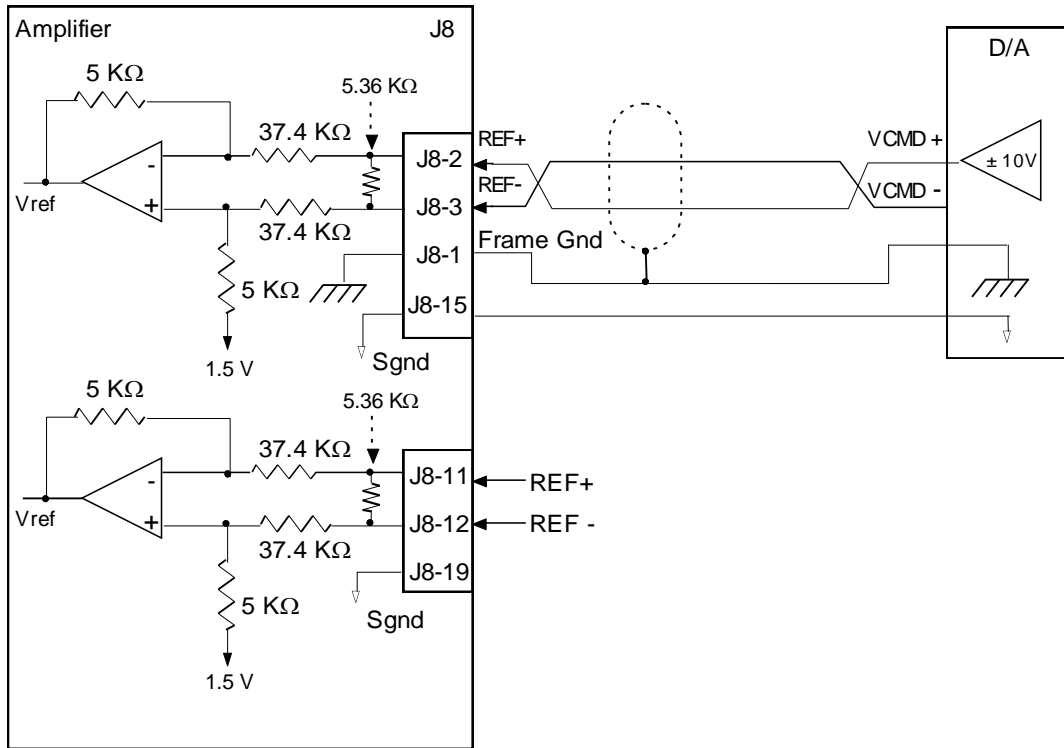 Amplifier J8
5 KΩ
5.36 KΩ
37.4 KΩ
-
+
Vref
37.4 KΩ
5 KΩ
1.5 V
J8-2
J8-3
J8-1
J8-15
Sgnd
REF+
REF-
Frame Gnd
D/A
VCMD +
± 10V
VCMD -
5 KΩ
5.36 KΩ
37.4 KΩ
-
+
Vref
37.4 KΩ
5 KΩ
1.5 V
J8-11
J8-12
J8-19
Sgnd
REF+
REF -